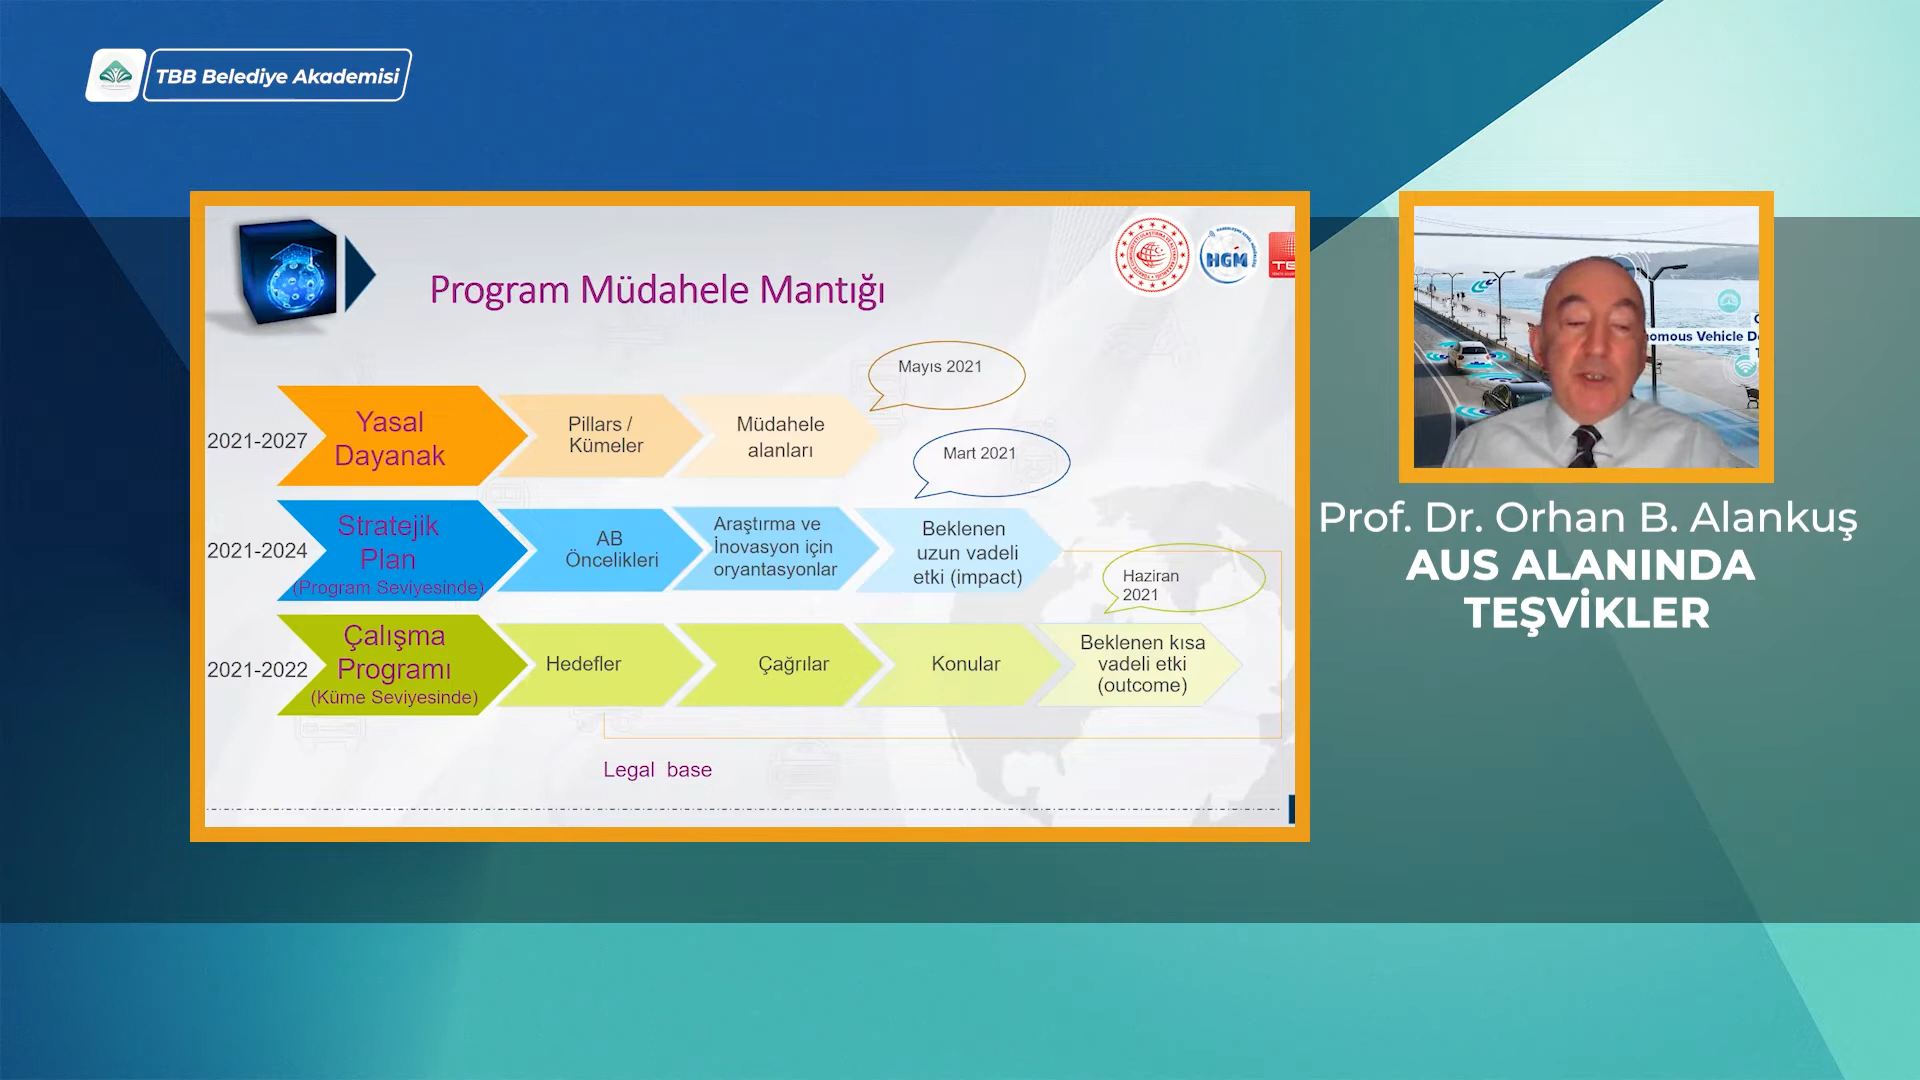 TBB Belediye Akademisi
Program Müdahele Mantığı
HGM
Mayıs 2021
2021-2027
Yasal
Dayanak
Pillars /
Kümeler
Müdahele
alanları
Mart 2021
2021-2024
Stratejik
Plan
(Program Seviyesinde)
AB
Öncelikleri
Araştırma ve
İnovasyon için
oryantasyonlar
Beklenen
uzun vadeli
etki (impact)
Haziran
2021
2021-2022
Çalışma
Programı
(Küme Seviyesinde)
Hedefler
Çağrılar
Konular
Beklenen kısa
vadeli etki
(outcome)
Legal base
omous Vehicle D
Prof. Dr. Orhan B. Alankuş
AUS ALANINDA
TEŞVİKLER